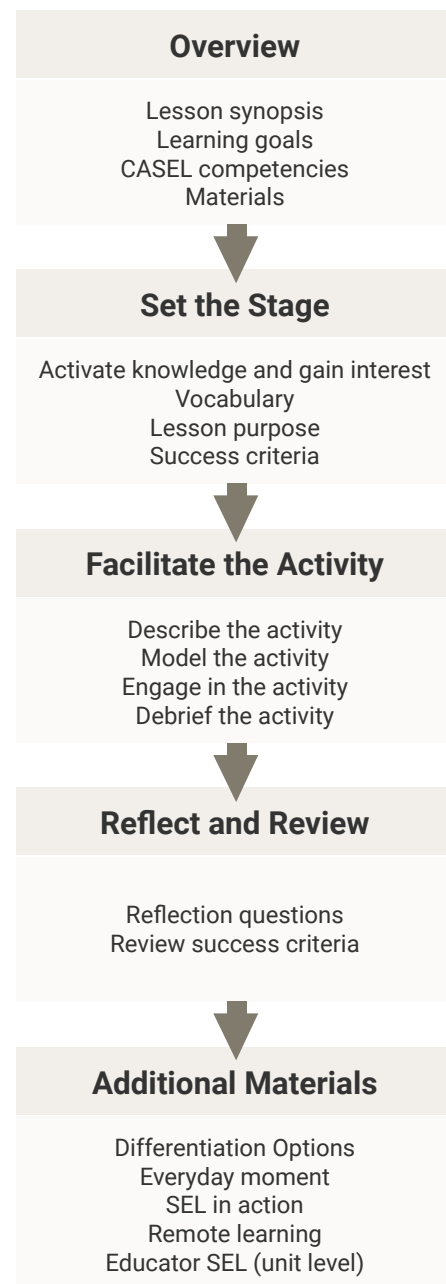 Overview
Lesson synopsis
Learning goals
CASEL competencies
Materials
Set the Stage
Activate knowledge and gain interest
Vocabulary
Lesson purpose
Success criteria
Facilitate the Activity
Describe the activity
Model the activity
Engage in the activity
Debrief the activity
Reflect and Review
Reflection questions
Review success criteria
Additional Materials
Differentiation Options
Everyday moment
SEL in action
Remote learning
Educator SEL (unit level)